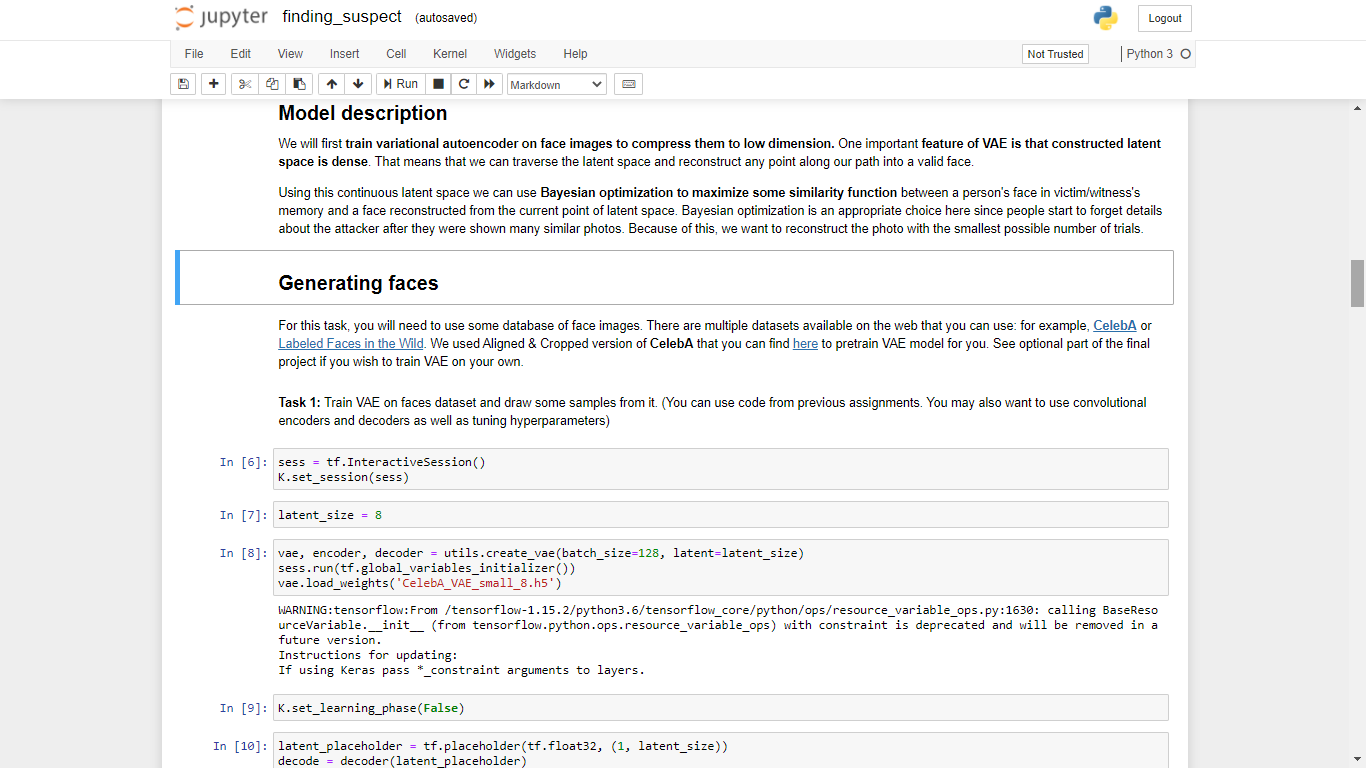 jupyter finding_suspect (autosaved)
Logout
File Edit View Insert Cell Kernel Widgets Help
Not Trusted
Python 3
Run
Markdown
Model description
We will first train variational autoencoder on face images to compress them to low dimension. One important feature of VAE is that constructed latent
space is dense. That means that we can traverse the latent space and reconstruct any point along our path into a valid face.
Using this continuous latent space we can use Bayesian optimization to maximize some similarity function between a person's face in victim/witness's
memory and a face reconstructed from the current point of latent space. Bayesian optimization is an appropriate choice here since people start to forget details
about the attacker after they were shown many similar photos. Because of this, we want to reconstruct the photo with the smallest possible number of trials.
Generating faces
For this task, you will need to use some database of face images. There are multiple datasets available on the web that you can use: for example, CelebA or
Labeled Faces in the Wild. We used Aligned & Cropped version of CelebA that you can find here to pretrain VAE model for you. See optional part of the final
project if you wish to train VAE on your own.
Task 1: Train VAE on faces dataset and draw some samples from it. (You can use code from previous assignments. You may also want to use convolutional
encoders and decoders as well as tuning hyperparameters)
In [6]: sess = tf.InteractiveSession()
K.set_session(sess)
In [7]: latent_size = 8
In [8]: vae, encoder, decoder = utils.create_vae(batch_size=128, latent=latent_size)
sess.run(tf.global_variables_initializer())
vae.load_weights('CelebA_VAE_small_8.h5')
WARNING:tensorflow:From /tensorflow-1.15.2/python3.6/tensorflow_core/python/ops/resource_variable_ops.py:1630: calling BaseReso
urceVariable.__init__ (from tensorflow.python.ops.resource_variable_ops) with constraint is deprecated and will be removed in a
future version.
Instructions for updating:
If using Keras pass *_constraint arguments to layers.
In [9]: K.set_learning_phase(False)
In [10]: latent_placeholder = tf.placeholder(tf.float32, (1, latent_size))
decode = decoder(latent_placeholder)